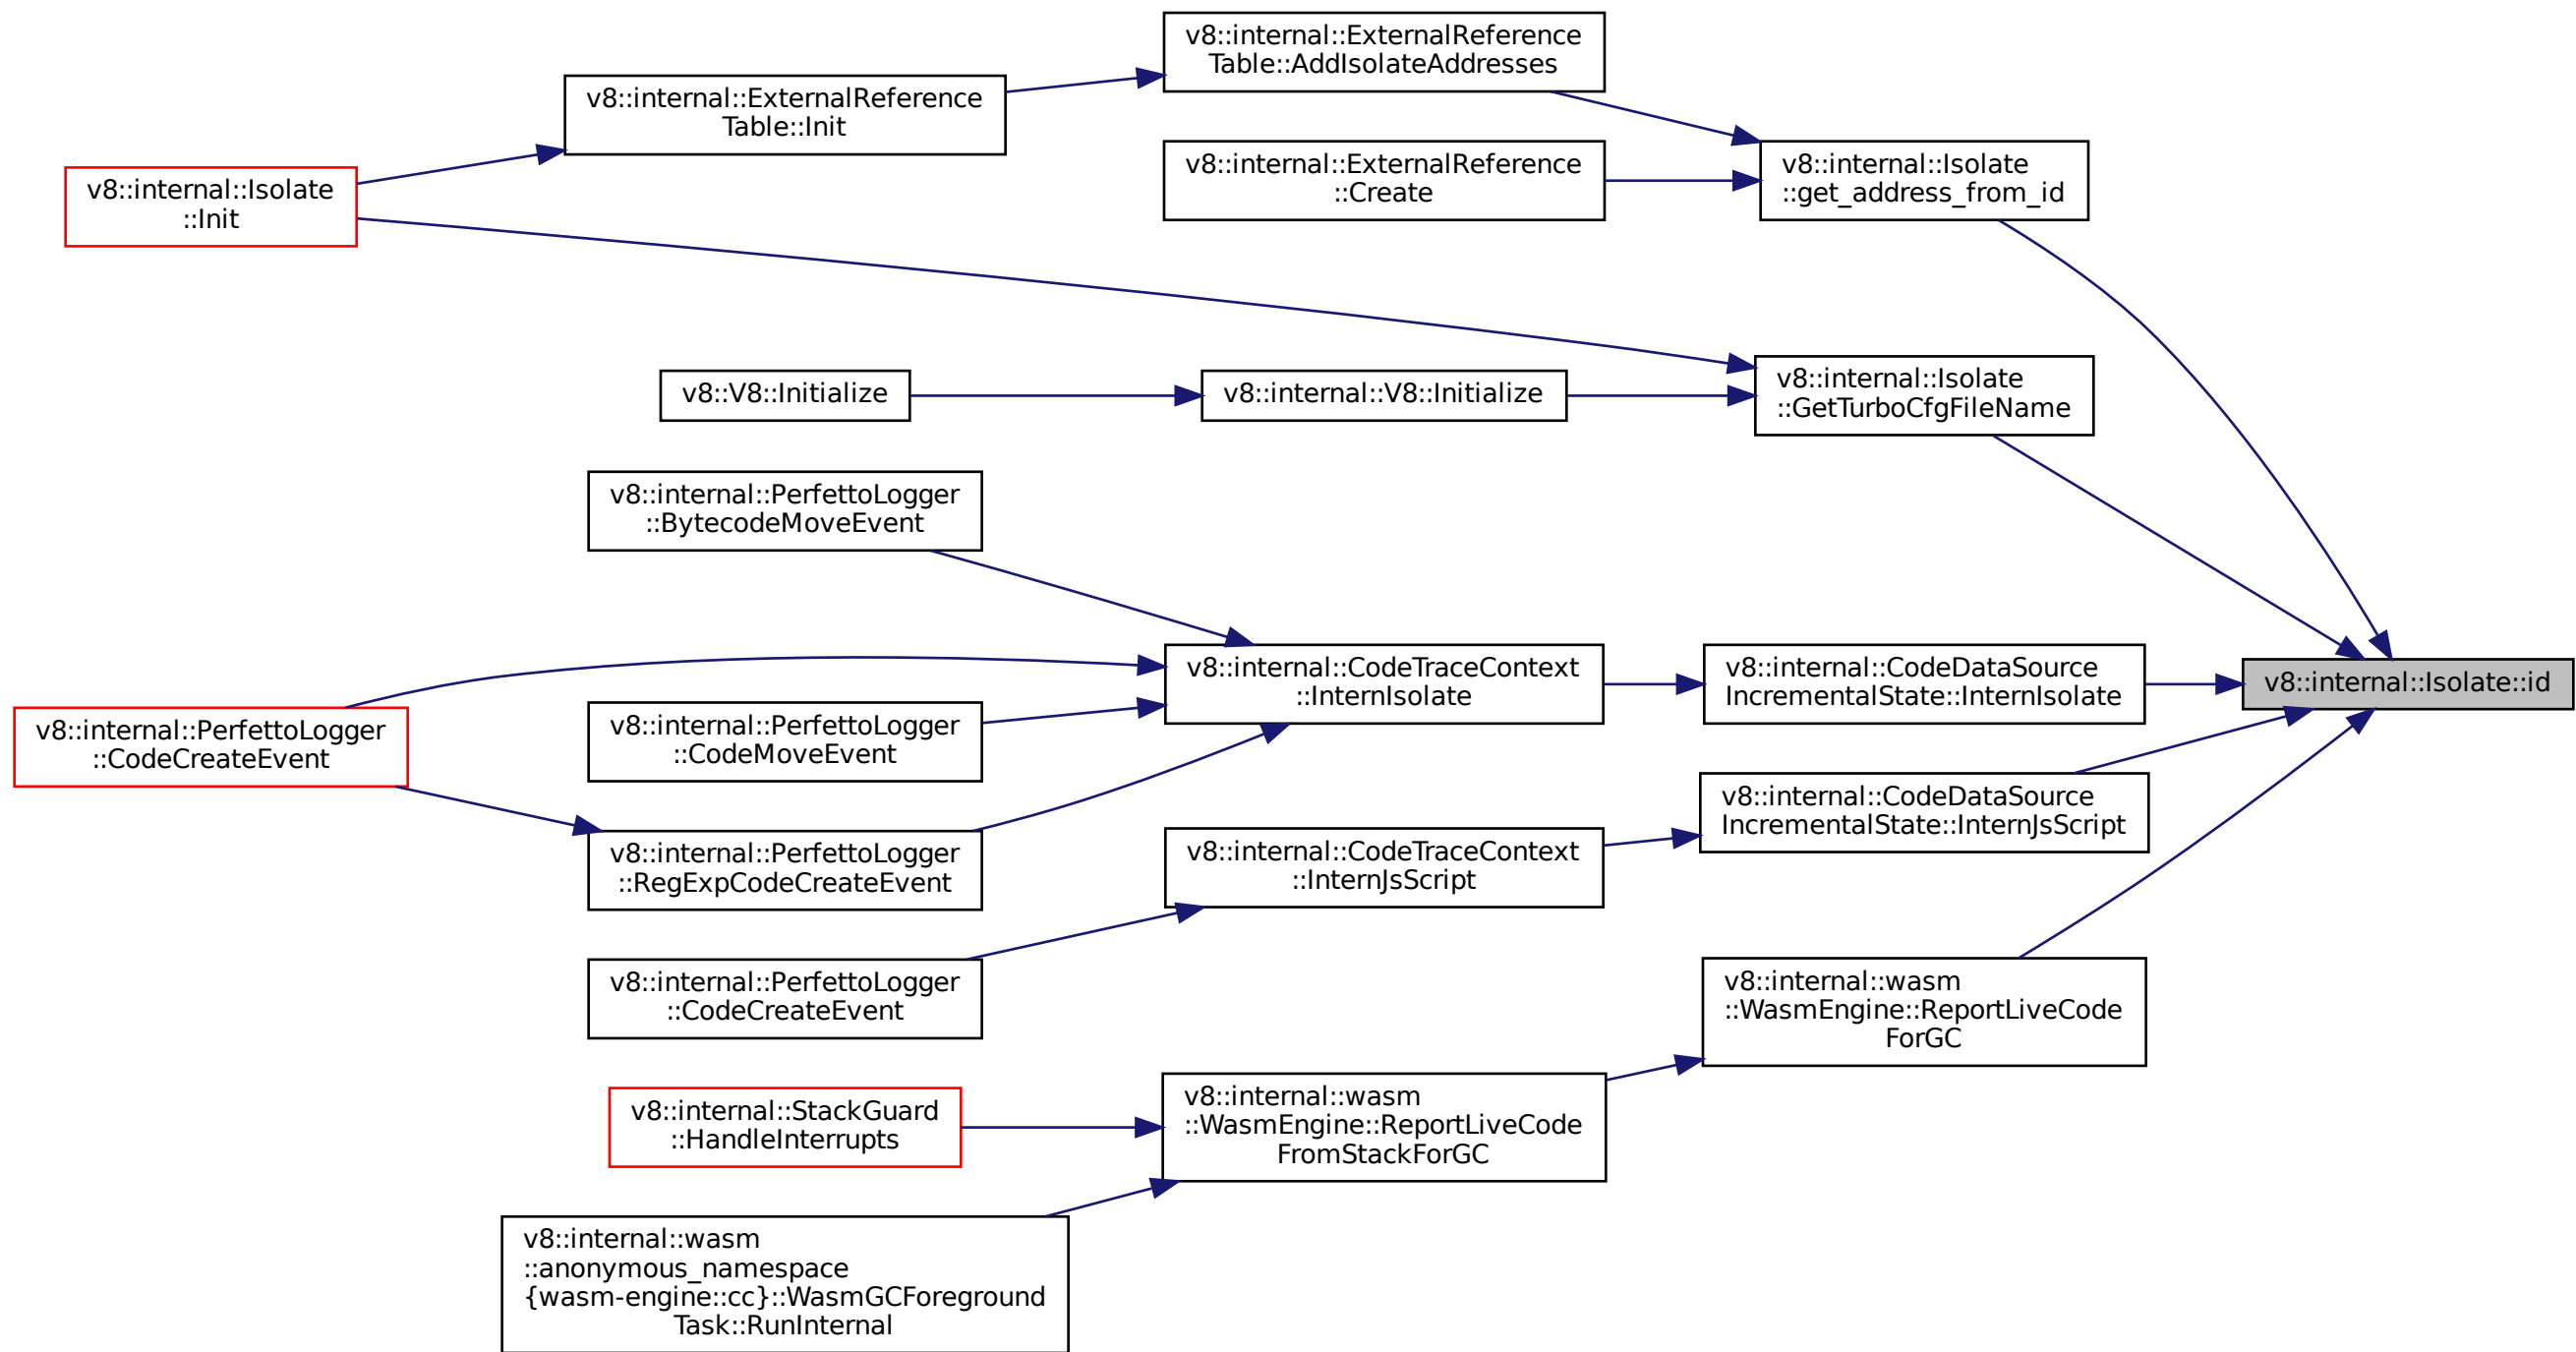 v8::internal::ExternalReference
Table::AddIsolateAddresses
v8::internal::ExternalReference
Table::Init
v8::internal::Isolate
::get_address_from_id
v8::internal::ExternalReference
::Create
v8::internal::Isolate
::Init
v8::internal::Isolate
::GetTurboCfgFileName
v8::internal::V8::Initialize
v8::V8::Initialize
v8::internal::PerfettoLogger
::BytecodeMoveEvent
v8::internal::CodeTraceContext
::InternIsolate
v8::internal::CodeDataSource
IncrementalState::InternIsolate
v8::internal::Isolate::id
v8::internal::PerfettoLogger
::CodeCreateEvent
v8::internal::PerfettoLogger
::CodeMoveEvent
v8::internal::CodeDataSource
IncrementalState::InternJsScript
v8::internal::PerfettoLogger
::RegExpCodeCreateEvent
v8::internal::CodeTraceContext
::InternJsScript
v8::internal::PerfettoLogger
::CodeCreateEvent
v8::internal::wasm
::WasmEngine::ReportLiveCode
ForGC
v8::internal::StackGuard
::HandleInterrupts
v8::internal::wasm
::WasmEngine::ReportLiveCode
FromStackForGC
v8::internal::wasm
::anonymous_namespace
{wasm-engine::cc}::WasmGCForeground
Task::RunInternal